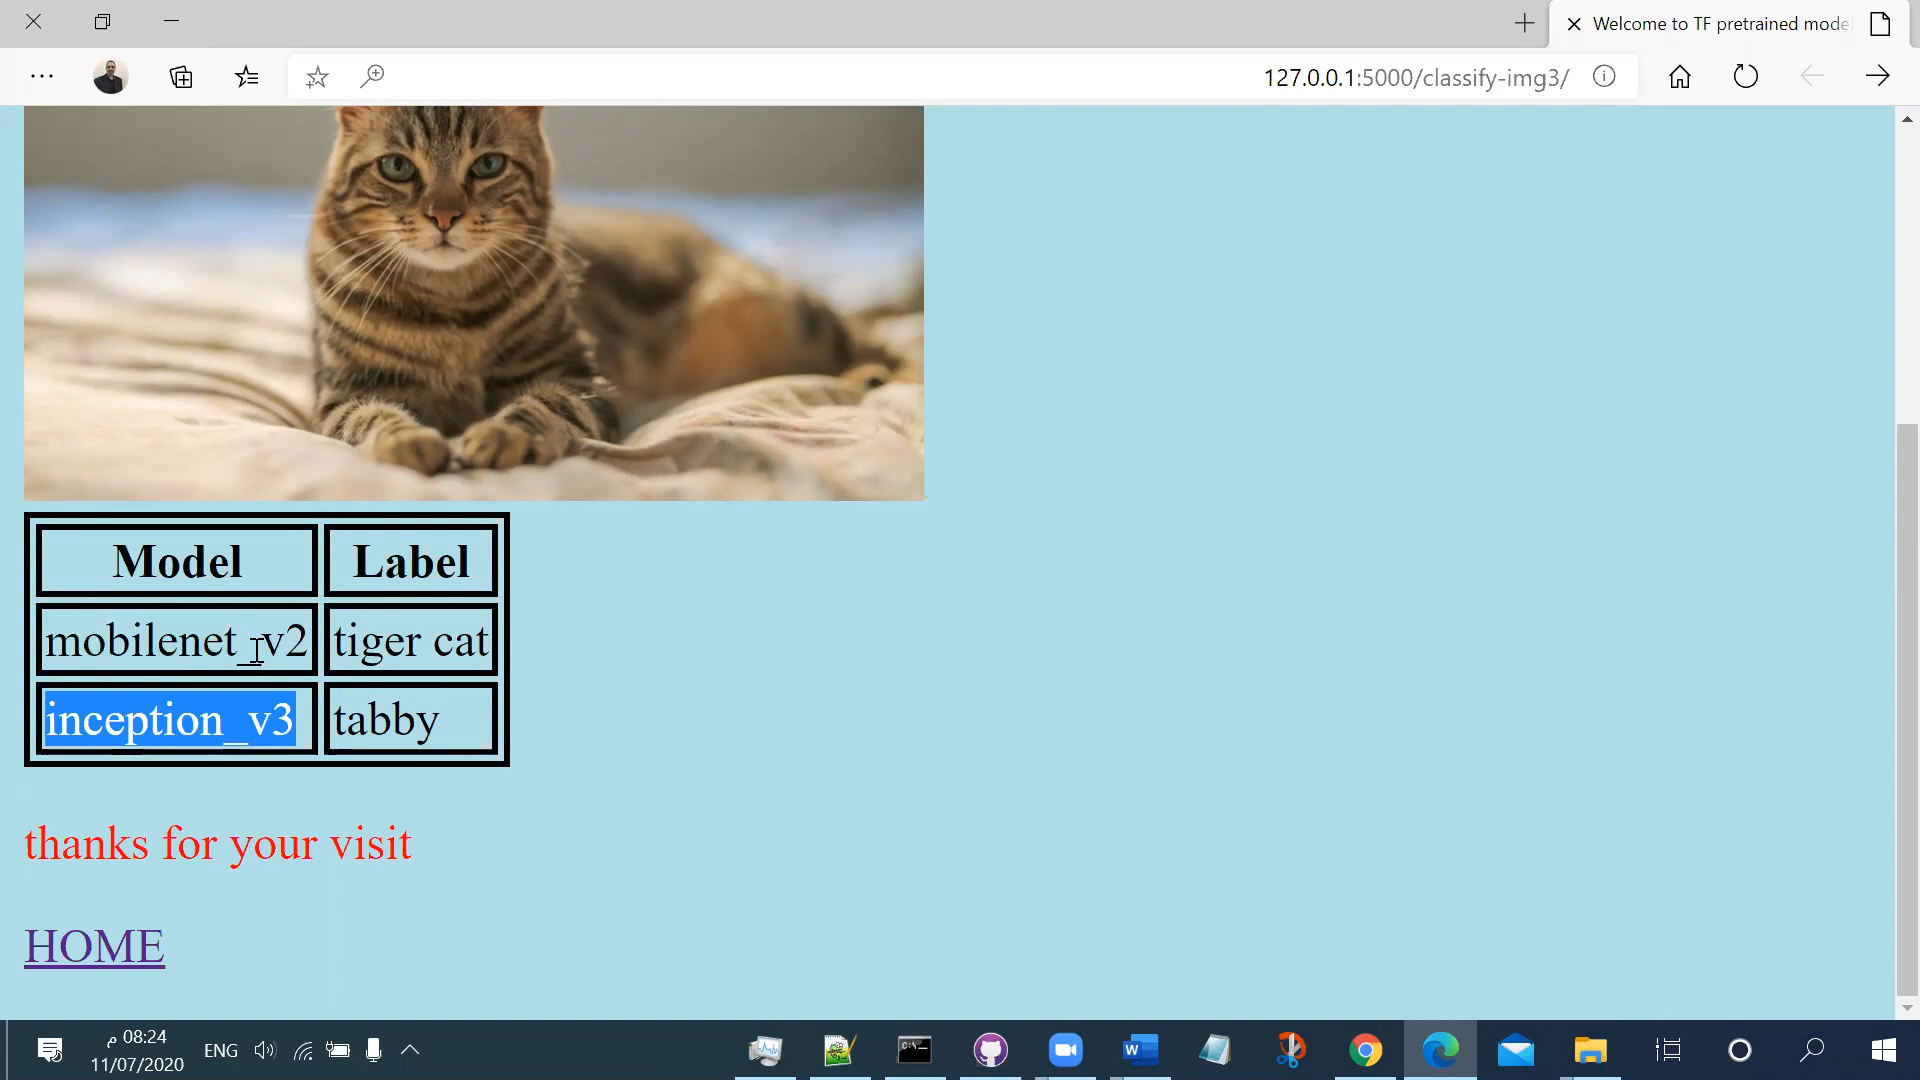 Welcome to TF pretrained mode
127.0.0.1:5000/classify-img3/
Model Label
mobilenet_v2 tiger cat
inception_v3 tabby
thanks for your visit
HOME
08:24 م
ENG
11/07/2020